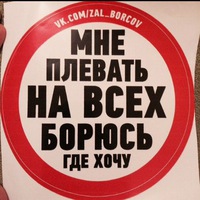 VK.COM/ZAL_BORCOV
МНЕ
ПЛЕВАТЬ
НА ВСЕХ
БОРЮСЬ
ГДЕ ХОЧУ